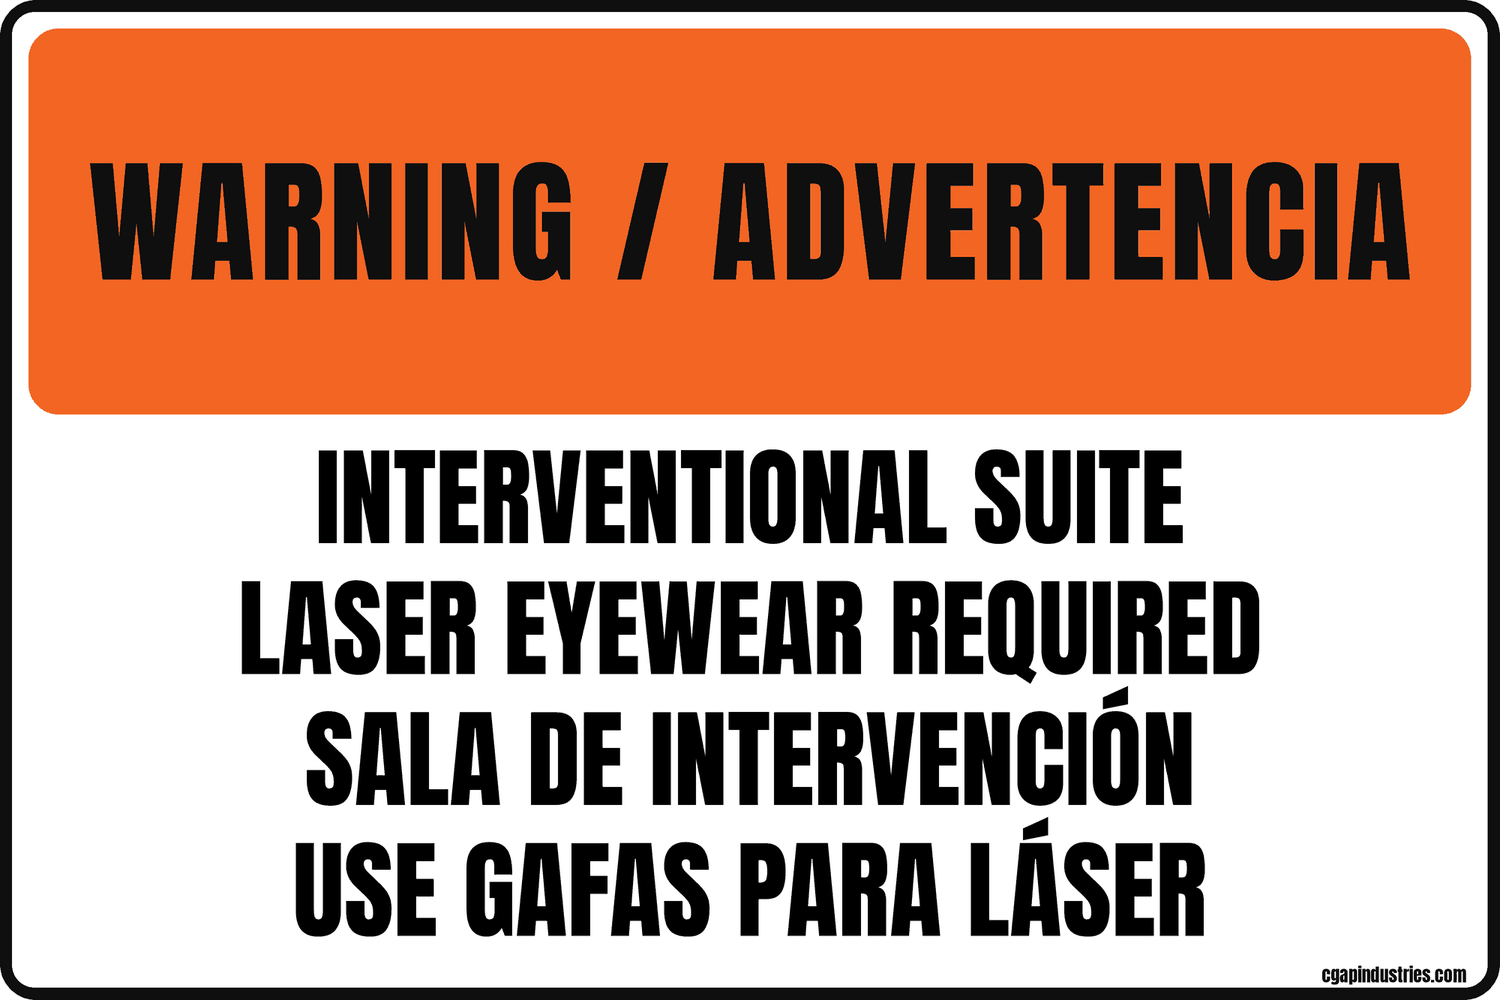 WARNING / ADVERTENCIA
INTERVENTIONAL SUITE
LASER EYEWEAR REQUIRED
SALA DE INTERVENCIÓN
USE GAFAS PARA LÁSER
cgapindustries.com